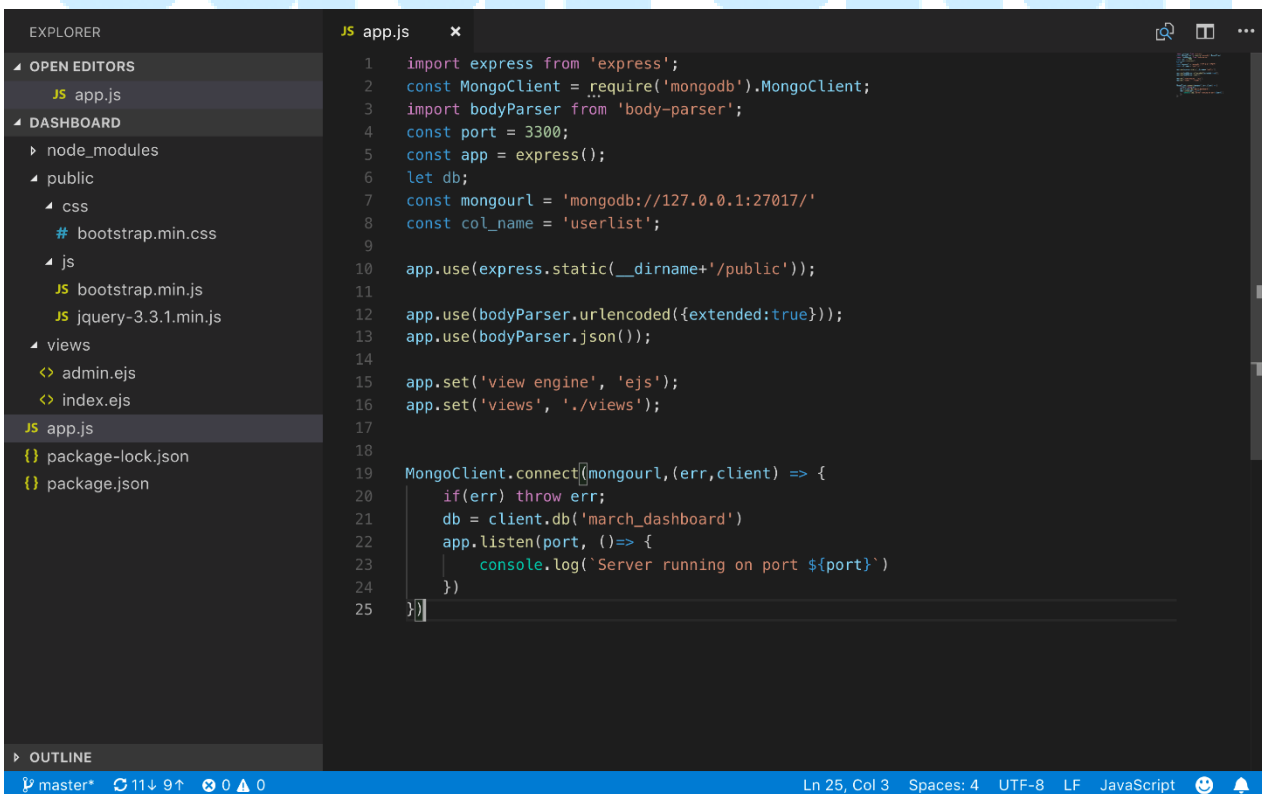 EXPLORER
OPEN EDITORS
JS app.js
DASHBOARD
node_modules
public
css
# bootstrap.min.css
js
JS bootstrap.min.js
JS jquery-3.3.1.min.js
views
<> admin.ejs
<> index.ejs
JS app.js
{} package-lock.json
{} package.json
OUTLINE
JS app.js ×
1 import express from 'express';
2 const MongoClient = require('mongodb').MongoClient;
3 import bodyParser from 'body-parser';
4 const port = 3300;
5 const app = express();
6 let db;
7 const mongourl = 'mongodb://127.0.0.1:27017/'
8 const col_name = 'userlist';
9
10 app.use(express.static(__dirname+'/public'));
11
12 app.use(bodyParser.urlencoded({extended:true}));
13 app.use(bodyParser.json());
14
15 app.set('view engine', 'ejs');
16 app.set('views', './views');
17
18
19 MongoClient.connect(mongourl,(err,client) => {
20     if(err) throw err;
21     db = client.db('march_dashboard')
22     app.listen(port, ()=> {
23         console.log(`Server running on port ${port}`)
24     })
25 })
master* 11↓ 9↑ 0 0 Ln 25, Col 3 Spaces: 4 UTF-8 LF JavaScript